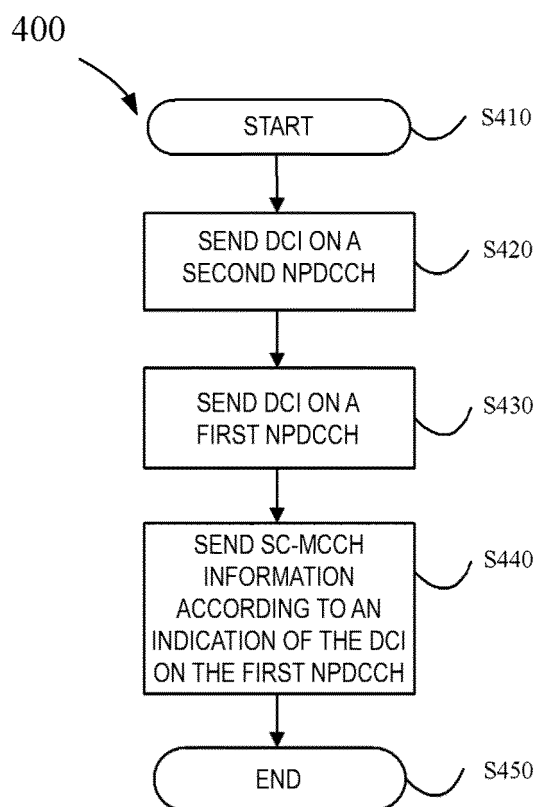 400
START
S410
SEND DCI ON A
SECOND NPDCCH
S420
SEND DCI ON A
FIRST NPDCCH
S430
SEND SC-MCCH
INFORMATION
ACCORDING TO AN
INDICATION OF THE DCI
ON THE FIRST NPDCCH
S440
END
S450